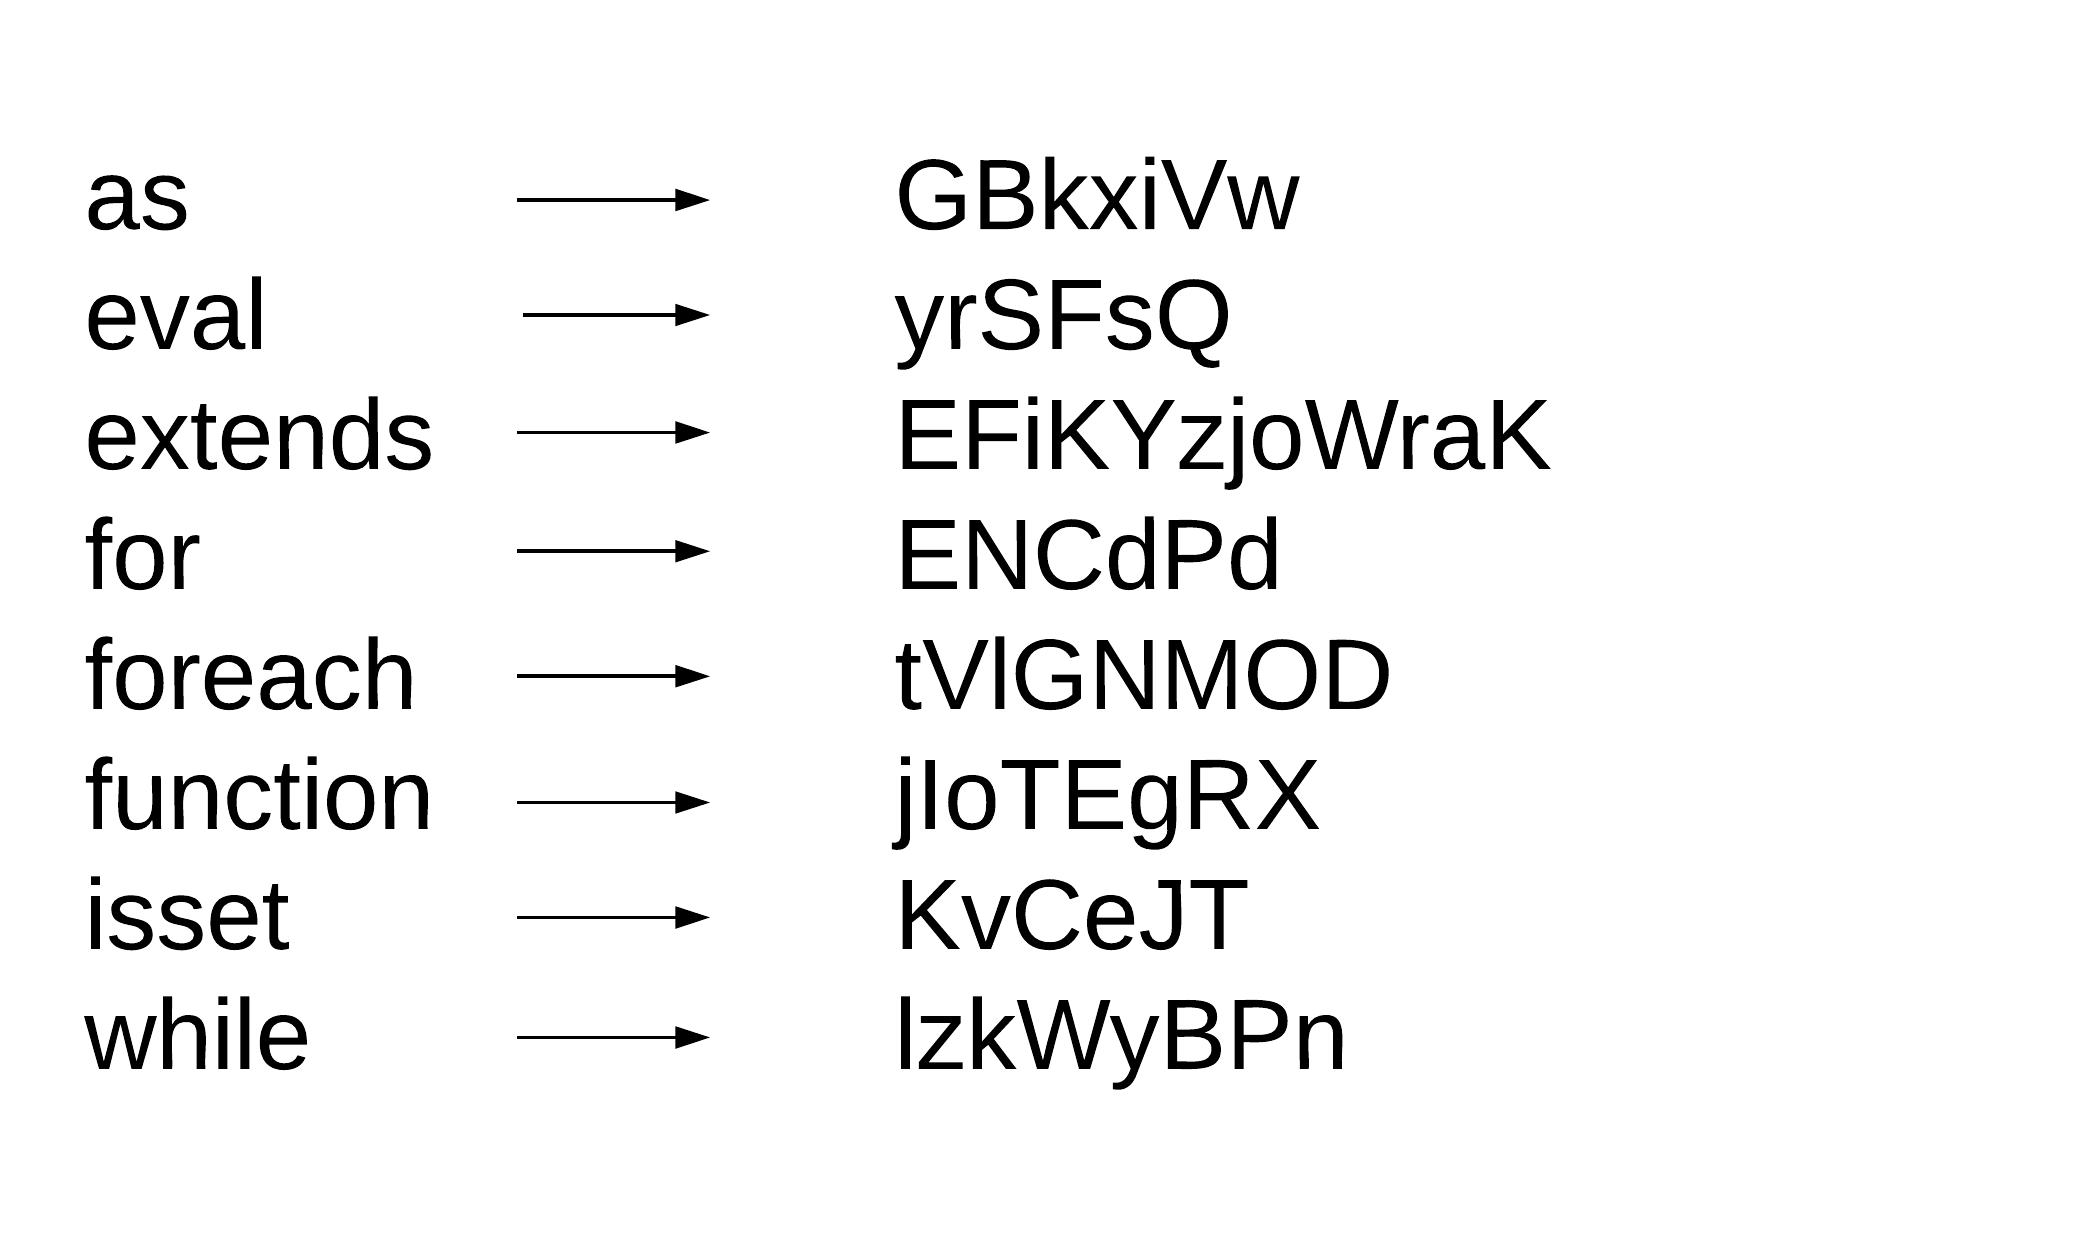 as → GBkxiVw
eval → yrSFsQ
extends → EFiKYzjoWraK
for → ENCdPd
foreach → tVlGNMOD
function → jIoTEgRX
isset → KvCeJT
while → lzkWyBPn